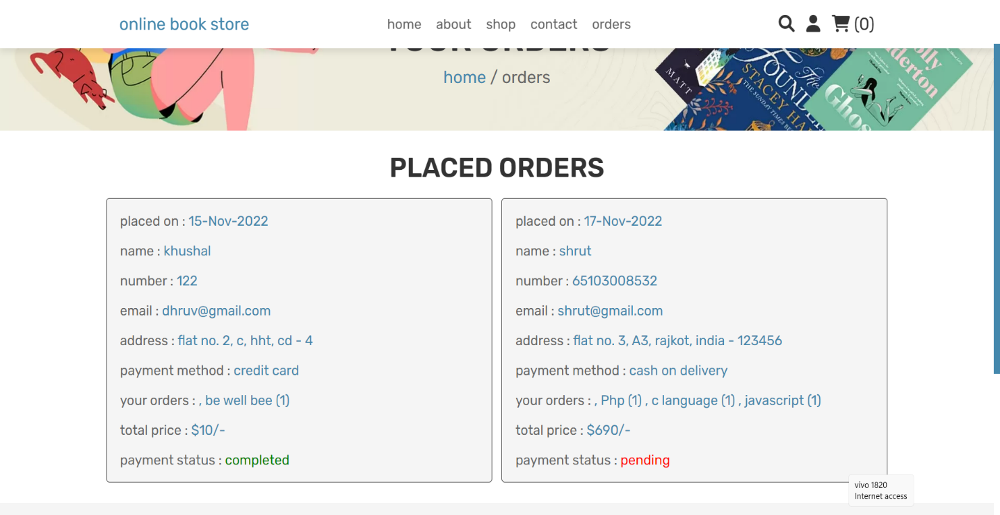 online book store
home about shop contact orders
(0)
YOUR ORDERS
home / orders
MATT
The
FOUND
STACEY HA
THE SUNDAY TIMES BE
olly
lderton
Ghos
PLACED ORDERS
placed on : 15-Nov-2022
name : khushal
number : 122
email : dhruv@gmail.com
address : flat no. 2, c, hht, cd - 4
payment method : credit card
your orders : , be well bee (1)
total price : $10/-
payment status : completed
placed on : 17-Nov-2022
name : shrut
number : 65103008532
email : shrut@gmail.com
address : flat no. 3, A3, rajkot, india - 123456
payment method : cash on delivery
your orders : , Php (1) , c language (1) , javascript (1)
total price : $690/-
payment status : pending
vivo 1820
Internet access